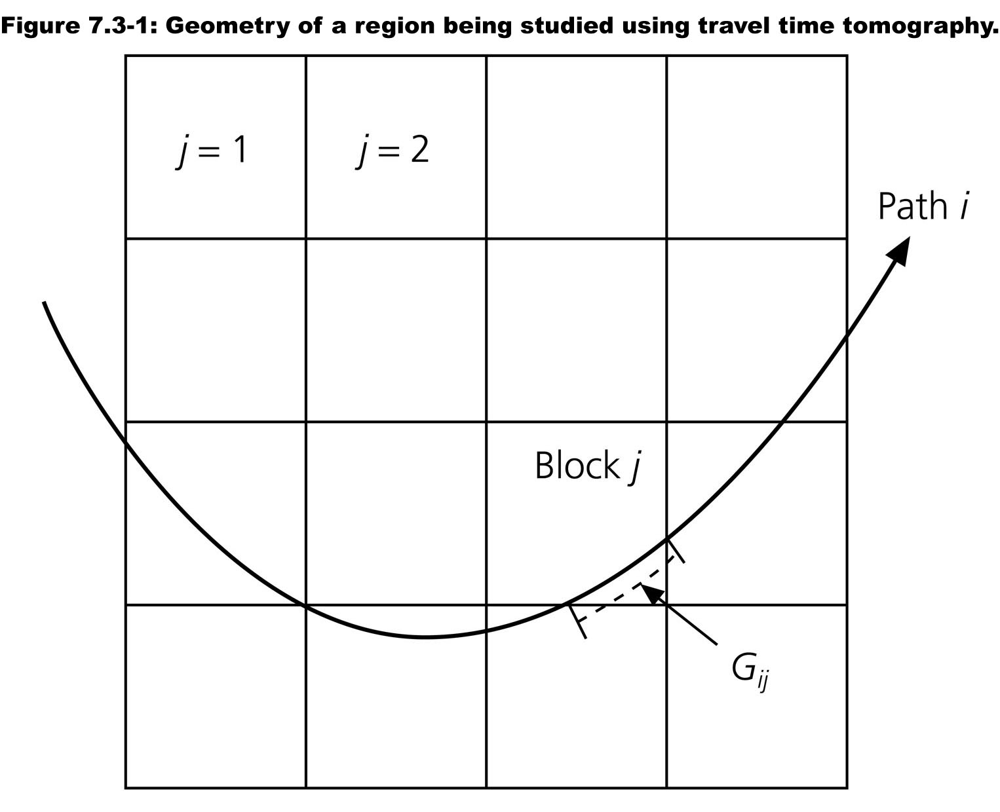 Figure 7.3-1: Geometry of a region being studied using travel time tomography.
j = 1
j = 2
Path i
Block j
Gij